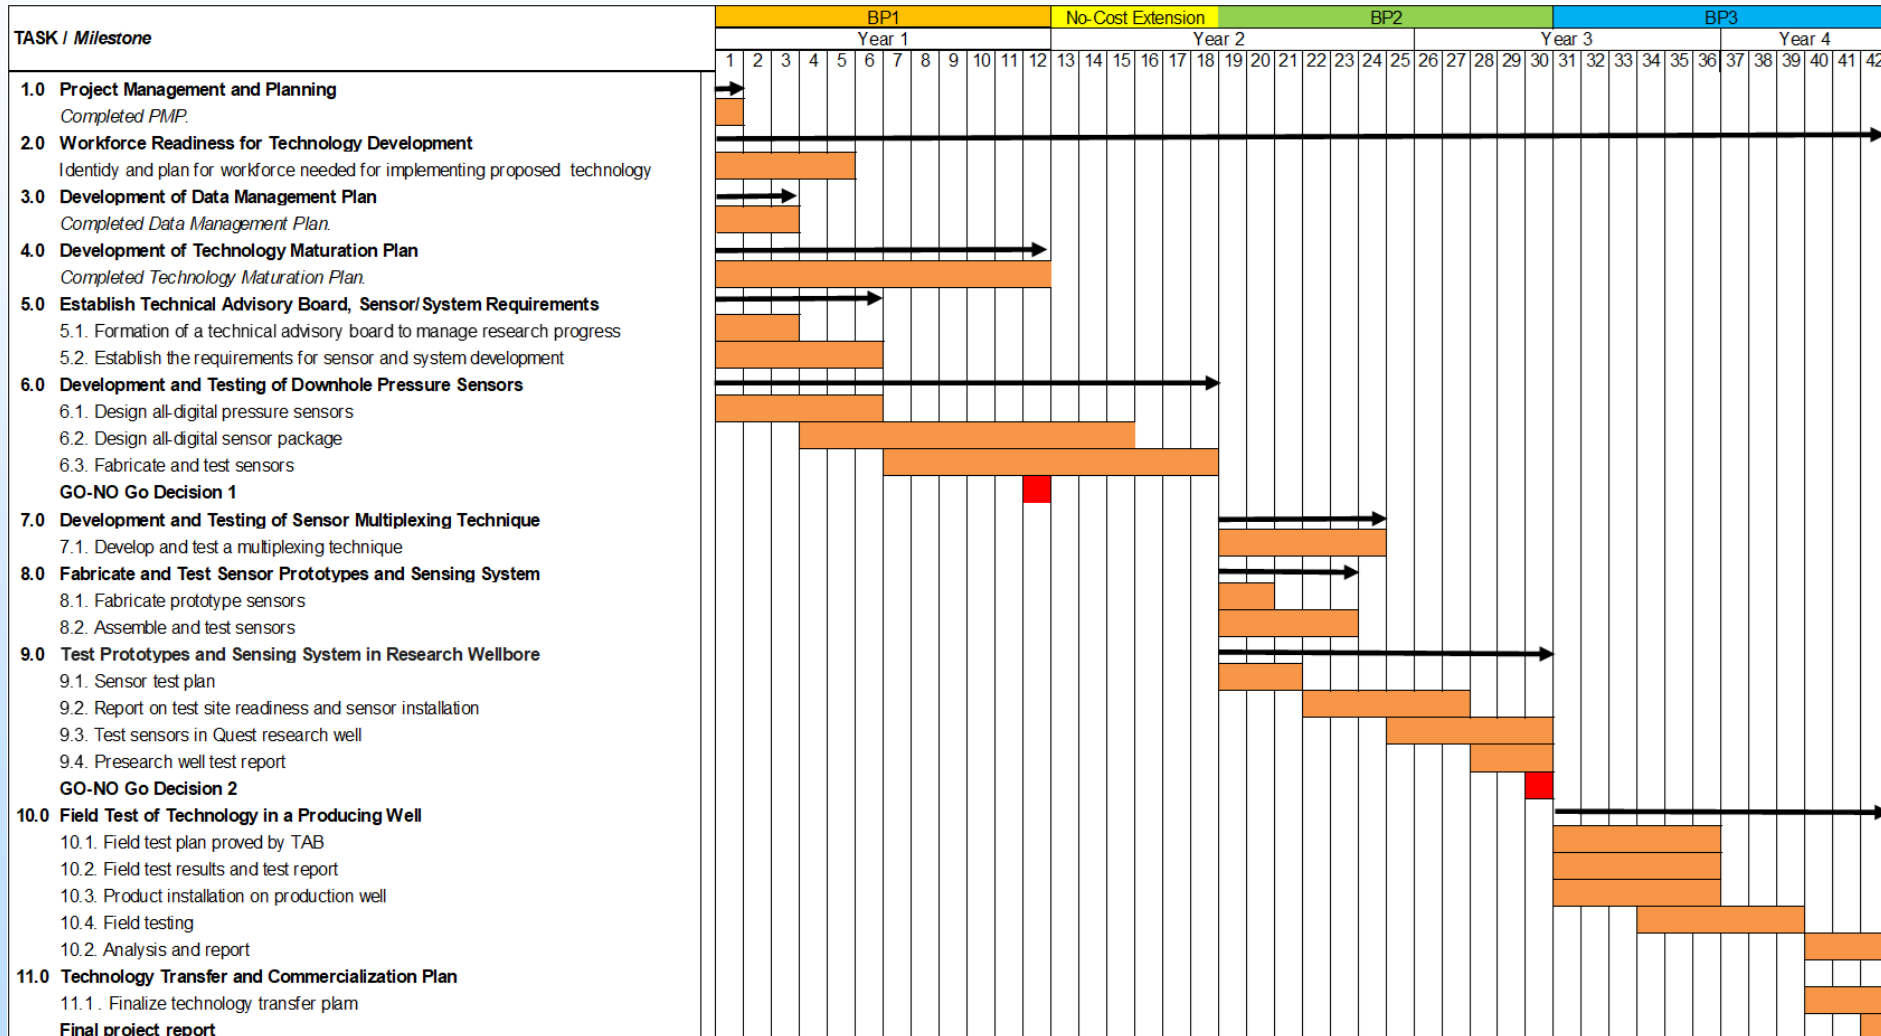 BP1 No-Cost Extension BP2 BP3
TASK / Milestone
Year 1 Year 2 Year 3 Year 4
1 2 3 4 5 6 7 8 9 10 11 12 13 14 15 16 17 18 19 20 21 22 23 24 25 26 27 28 29 30 31 32 33 34 35 36 37 38 39 40 41 42
1.0 Project Management and Planning
Completed PMP.
2.0 Workforce Readiness for Technology Development
Identidy and plan for workforce needed for implementing proposed technology
3.0 Development of Data Management Plan
Completed Data Management Plan.
4.0 Development of Technology Maturation Plan
Completed Technology Maturation Plan.
5.0 Establish Technical Advisory Board, Sensor/System Requirements
5.1. Formation of a technical advisory board to manage research progress
5.2. Establish the requirements for sensor and system development
6.0 Development and Testing of Downhole Pressure Sensors
6.1. Design all-digital pressure sensors
6.2. Design all-digital sensor package
6.3. Fabricate and test sensors
GO-NO Go Decision 1
7.0 Development and Testing of Sensor Multiplexing Technique
7.1. Develop and test a multiplexing technique
8.0 Fabricate and Test Sensor Prototypes and Sensing System
8.1. Fabricate prototype sensors
8.2. Assemble and test sensors
9.0 Test Prototypes and Sensing System in Research Wellbore
9.1. Sensor test plan
9.2. Report on test site readiness and sensor installation
9.3. Test sensors in Quest research well
9.4. Presearch well test report
GO-NO Go Decision 2
10.0 Field Test of Technology in a Producing Well
10.1. Field test plan proved by TAB
10.2. Field test results and test report
10.3. Product installation on production well
10.4. Field testing
10.2. Analysis and report
11.0 Technology Transfer and Commercialization Plan
11.1 . Finalize technology transfer plam
Final project report